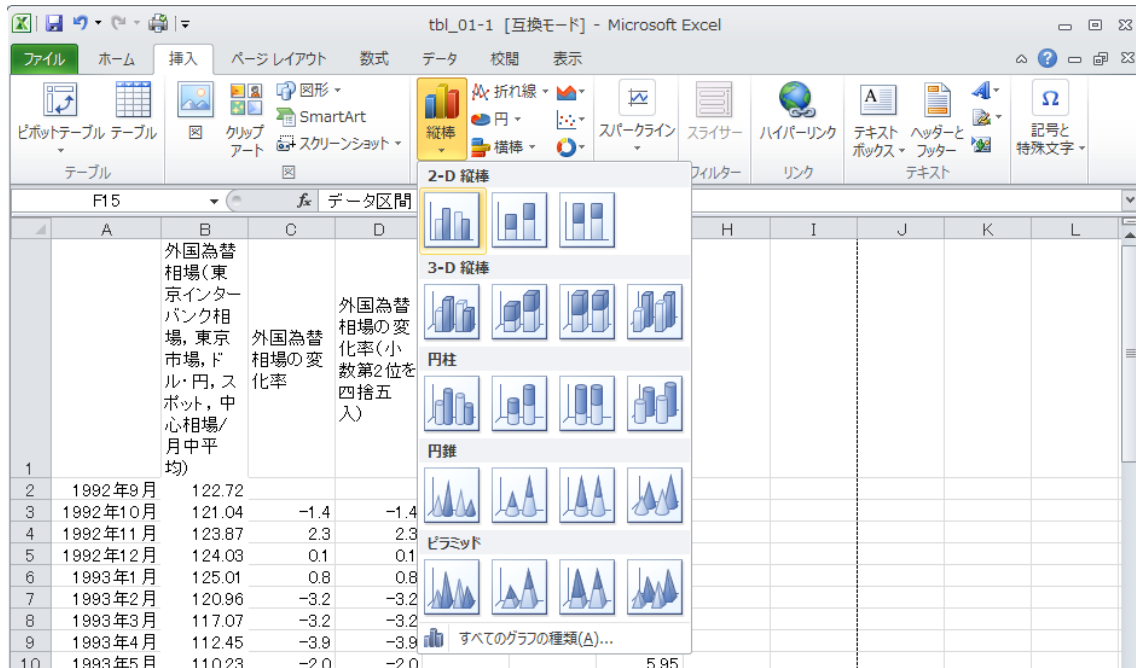 tbl_01-1 [互換モード] - Microsoft Excel
ファイル ホーム 挿入 ページ レイアウト 数式 データ 校閲 表示
ピボットテーブル テーブル
テーブル
図
クリップ
アート
図形
SmartArt
スクリーンショット
図
縦棒
折れ線
円
横棒
スパークライン
スライサー
フィルター
ハイパーリンク
リンク
テキスト
ボックス
ヘッダーと
フッター
テキスト
Ω
記号と
特殊文字
F15 fx データ区間
A B C D H I J K L
2-D 縦棒
3-D 縦棒
円柱
円錐
ピラミッド
すべてのグラフの種類(A)...
1
外国為替
相場(東
京インター
バンク相
場, 東京
市場, ド
ル・円, ス
ポット, 中
心相場/
月中平
均)
外国為替
相場の変
化率
外国為替
相場の変
化率(小
数第2位を
四捨五
入)
2 1992年9月 122.72
3 1992年10月 121.04 -1.4 -1.4
4 1992年11月 123.87 2.3 2.3
5 1992年12月 124.03 0.1 0.1
6 1993年1月 125.01 0.8 0.8
7 1993年2月 120.96 -3.2 -3.2
8 1993年3月 117.07 -3.2 -3.2
9 1993年4月 112.45 -3.9 -3.9
10 1993年5月 110.23 -2.0 -2.0 5.95